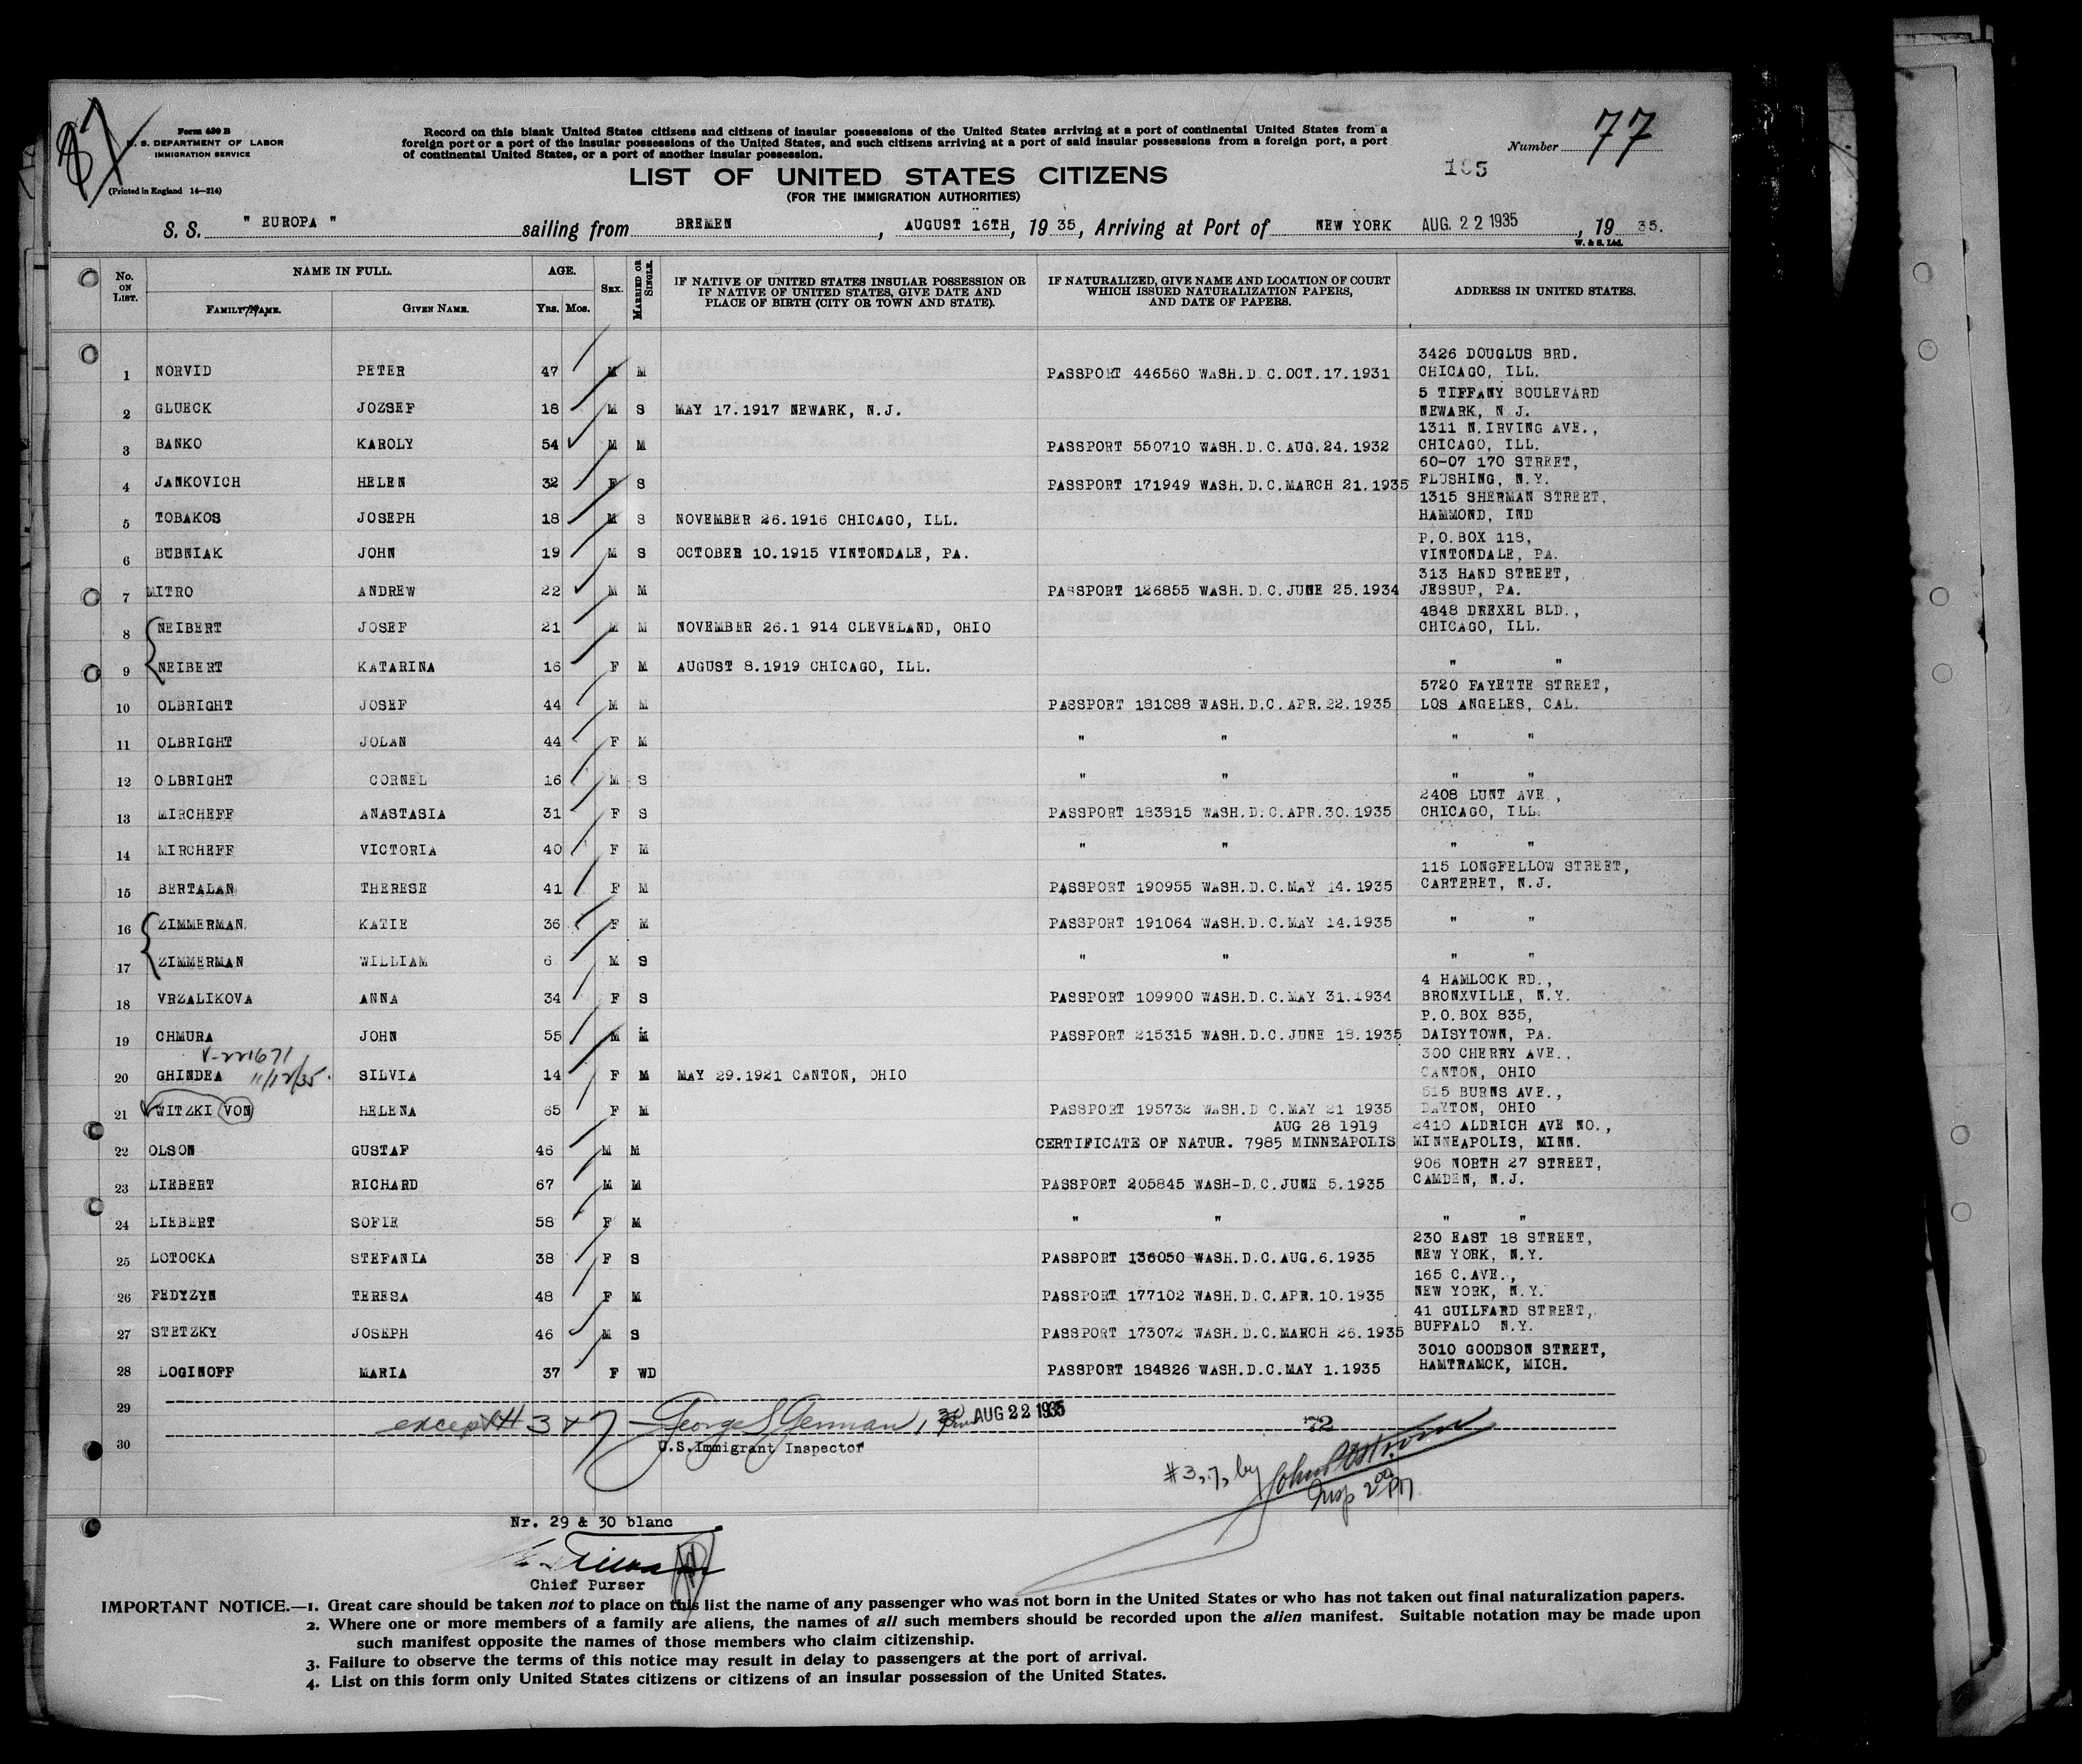 Form 630 B
U. S. DEPARTMENT OF LABOR
IMMIGRATION SERVICE
(Printed in England 14—214)
Record on this blank United States citizens and citizens of insular possessions of the United States arriving at a port of continental United States from a
foreign port or a port of the insular possessions of the United States, and such citizens arriving at a port of said insular possessions from a foreign port, a port
of continental United States, or a port of another insular possession.
Number 77
165
LIST OF UNITED STATES CITIZENS
(FOR THE IMMIGRATION AUTHORITIES)
S. S. " EUROPA " sailing from BREMEN, AUGUST 16TH, 19 35, Arriving at Port of NEW YORK AUG. 22 1935, 19 35.
W. & S. Ltd.
No. ON LIST. NAME IN FULL. FAMILY NAME. GIVEN NAME. AGE. YRS. MOS. SEX. MARRIED OR SINGLE. IF NATIVE OF UNITED STATES INSULAR POSSESSION OR IF NATIVE OF UNITED STATES, GIVE DATE AND PLACE OF BIRTH (CITY OR TOWN AND STATE). IF NATURALIZED, GIVE NAME AND LOCATION OF COURT WHICH ISSUED NATURALIZATION PAPERS, AND DATE OF PAPERS. ADDRESS IN UNITED STATES.
1 NORVID PETER 47 M M PASSPORT 446560 WASH.D.C.OCT.17.1931 3426 DOUGLUS BRD. CHICAGO, ILL.
2 GLUECK JOZSEF 18 M S MAY 17.1917 NEWARK, N.J. 5 TIFFANY BOULEVARD NEWARK, N.J.
3 BANKO KAROLY 54 M M PASSPORT 550710 WASH.D.C.AUG.24.1932 1311 N.IRVING AVE., CHICAGO, ILL.
4 JANKOVICH HELEN 32 F S PASSPORT 171949 WASH.D.C.MARCH 21.1935 60-07 170 STREET, FLUSHING, N.Y.
5 TOBAKOS JOSEPH 18 M S NOVEMBER 26.1916 CHICAGO, ILL. 1315 SHERMAN STREET, HAMMOND, IND
6 BUBNIAK JOHN 19 M S OCTOBER 10.1915 VINTONDALE, PA. P.O.BOX 118, VINTONDALE, PA.
7 MITRO ANDREW 22 M M PASSPORT 126855 WASH.D.C.JUNE 25.1934 313 HAND STREET, JESSUP, PA.
8 NEIBERT JOSEF 21 M M NOVEMBER 26.1 914 CLEVELAND, OHIO 4848 DREXEL BLD., CHICAGO, ILL.
9 NEIBERT KATARINA 16 F M AUGUST 8.1919 CHICAGO, ILL. " "
10 OLBRIGHT JOSEF 44 M M PASSPORT 181088 WASH.D.C.APR.22.1935 5720 FAYETTE STREET, LOS ANGELES, CAL.
11 OLBRIGHT JOLAN 44 F M " " " "
12 OLBRIGHT CORNEL 16 M S " " " "
13 MIRCHEFF ANASTASIA 31 F S PASSPORT 183815 WASH.D.C.APR.30.1935 2408 LUNT AVE., CHICAGO, ILL.
14 MIRCHEFF VICTORIA 40 F M " " " "
15 BERTALAN THERESE 41 F M PASSPORT 190955 WASH.D.C.MAY 14.1935 115 LONGFELLOW STREET, CARTERET, N.J.
16 ZIMMERMAN KATIE 36 F M PASSPORT 191064 WASH.D.C.MAY 14.1935 " "
17 ZIMMERMAN WILLIAM 6 M S " " " "
18 VRZALIKOVA ANNA 34 F S PASSPORT 109900 WASH.D.C.MAY 31.1934 4 HAMLOCK RD., BRONXVILLE, N.Y.
19 CHMURA JOHN 55 M M PASSPORT 215315 WASH.D.C.JUNE 18.1935 P.O.BOX 835, DAISYTOWN, PA.
V-221671
20 GHINDEA 11/12/35. SILVIA 14 F M MAY 29.1921 CANTON, OHIO 300 CHERRY AVE., CANTON, OHIO
21 WITZKI VON HELENA 65 F M PASSPORT 195732 WASH.D C.MAY 21 1935 515 BURNS AVE., DAYTON, OHIO
22 OLSON GUSTAF 46 M M AUG 28 1919 CERTIFICATE OF NATUR. 7985 MINNEAPOLIS 2410 ALDRICH AVE NO., MINNEAPOLIS, MINN.
23 LIEBERT RICHARD 67 M M PASSPORT 205845 WASH-D.C.JUNE 5.1935 906 NORTH 27 STREET, CAMDEN, N.J.
24 LIEBERT SOFIE 58 F M " " " "
25 LOTOCKA STEFANIA 38 F S PASSPORT 136050 WASH.D.C.AUG.6.1935 230 EAST 18 STREET, NEW YORK, N.Y.
26 FEDYZYN TERESA 48 F M PASSPORT 177102 WASH.D.C.APR.10.1935 165 C.AVE., NEW YORK, N.Y.
27 STETZKY JOSEPH 46 M S PASSPORT 173072 WASH.D.C.MARCH 26.1935 41 GUILFARD STREET, BUFFALO N.Y.
28 LOGINOFF MARIA 37 F WD PASSPORT 184826 WASH.D.C.MAY 1.1935 3010 GOODSON STREET, HAMTRAMCK, MICH.
29 except # 3 & 7 George S German, AUG 22 1935 72
U.S.Immigrant Inspector
30
#3,7, by John
Insp 2 00 PM
Nr. 29 & 30 blanc
Chief Purser
IMPORTANT NOTICE.—1. Great care should be taken not to place on this list the name of any passenger who was not born in the United States or who has not taken out final naturalization papers.
2. Where one or more members of a family are aliens, the names of all such members should be recorded upon the alien manifest. Suitable notation may be made upon
such manifest opposite the names of those members who claim citizenship.
3. Failure to observe the terms of this notice may result in delay to passengers at the port of arrival.
4. List on this form only United States citizens or citizens of an insular possession of the United States.